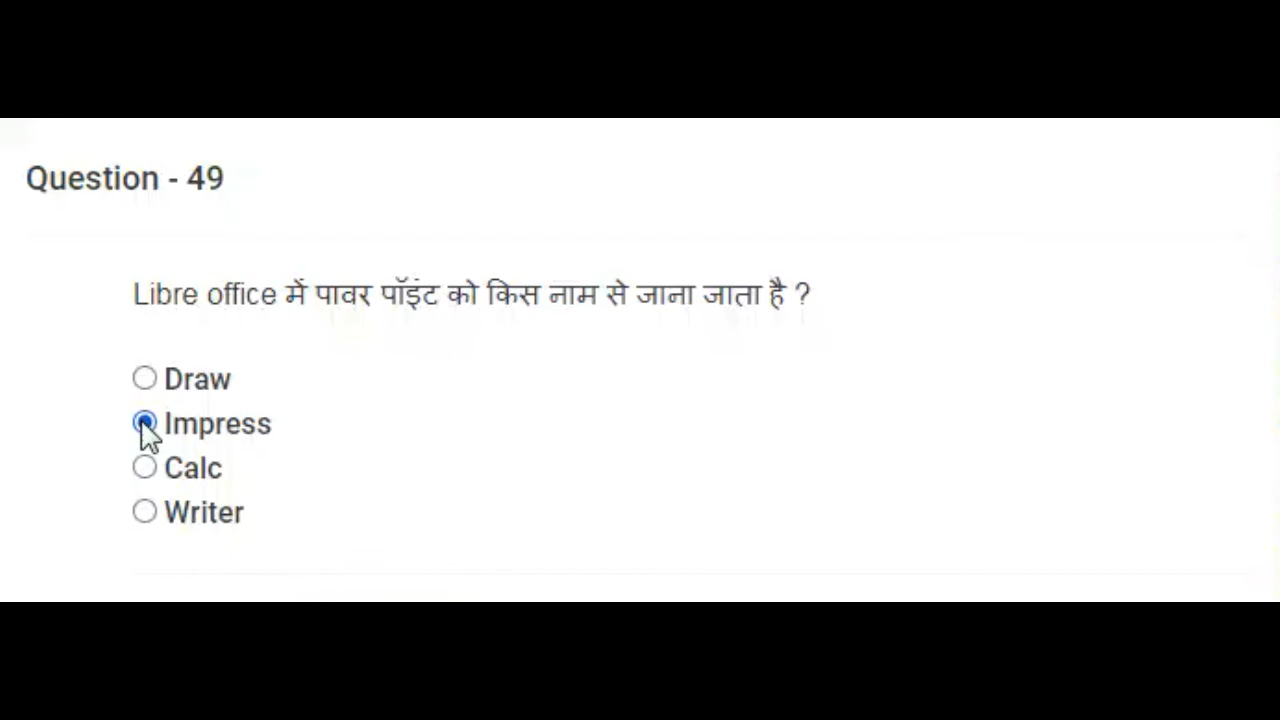 Question - 49
Libre office में पावर पॉइंट को किस नाम से जाना जाता है ?
Draw
Impress
Calc
Writer